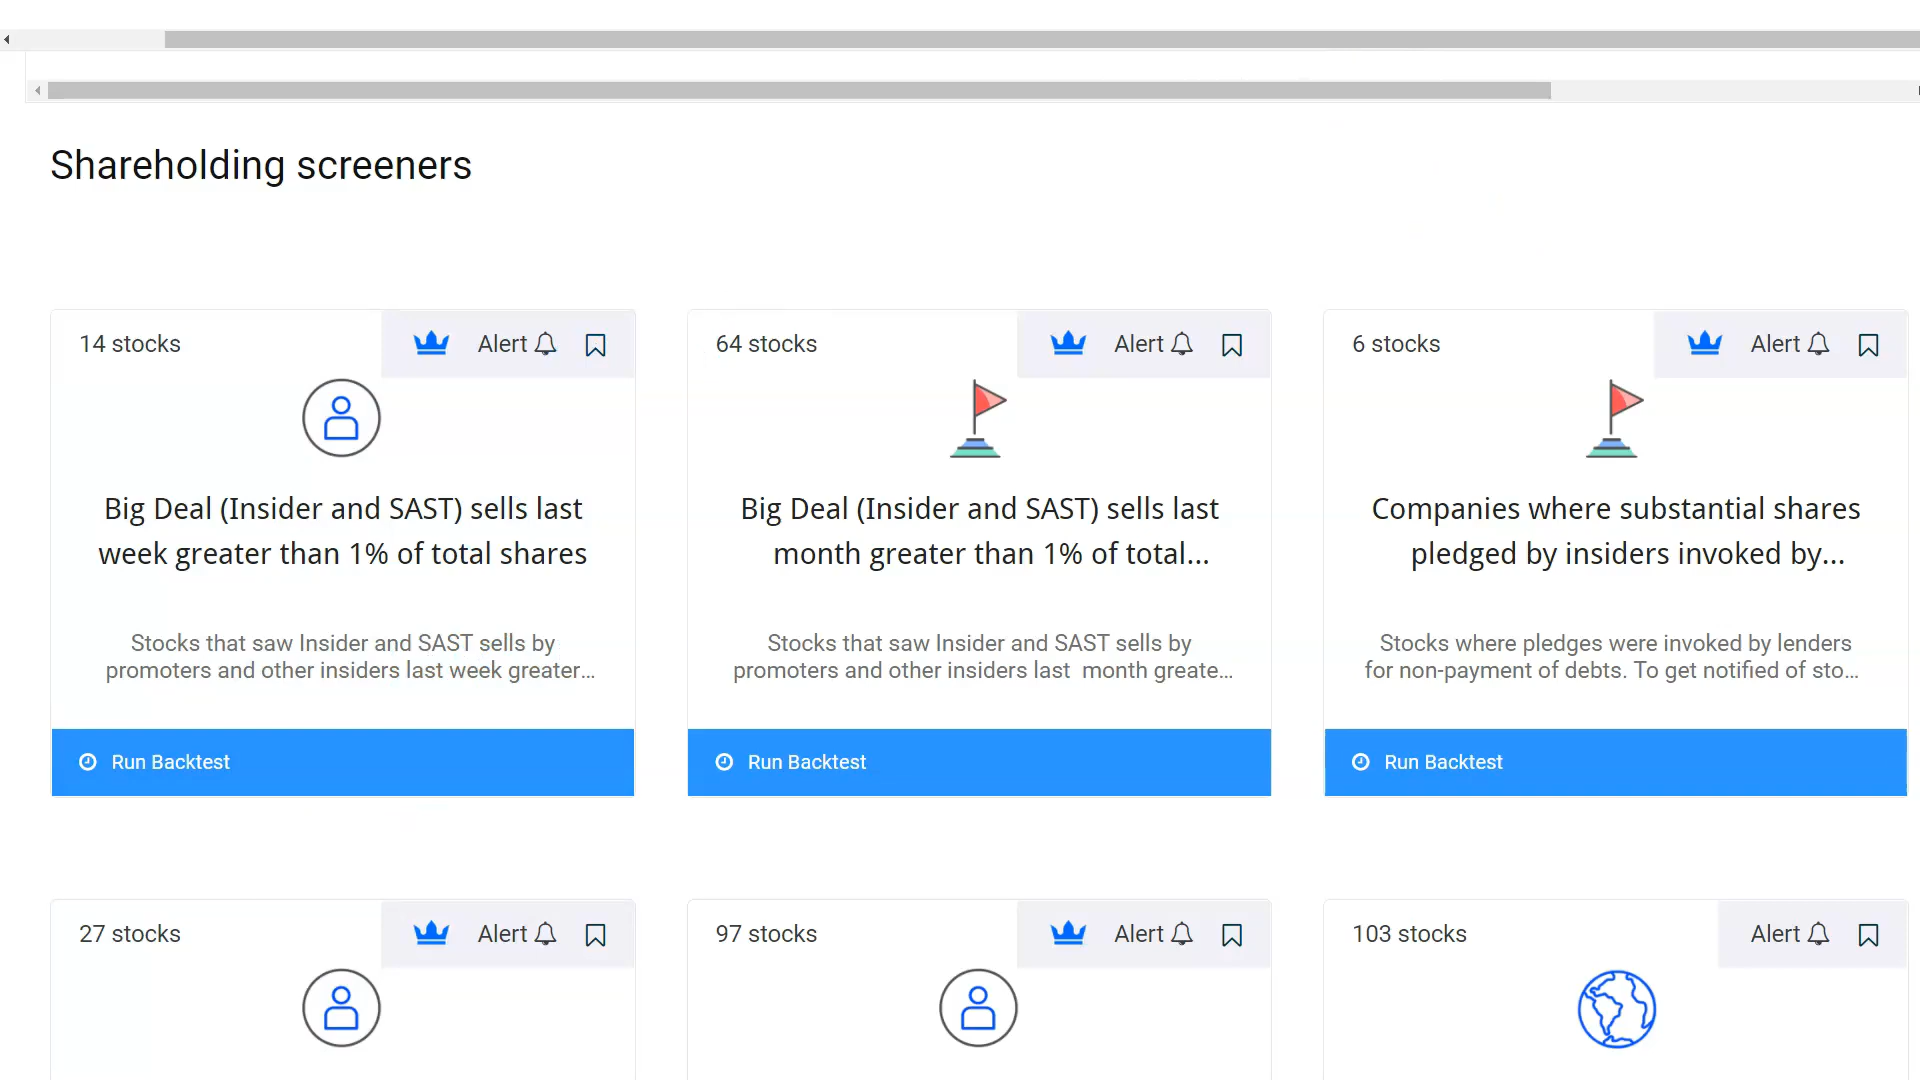 Shareholding screeners
14 stocks Alert
64 stocks Alert
6 stocks Alert
Big Deal (Insider and SAST) sells last
week greater than 1% of total shares
Big Deal (Insider and SAST) sells last
month greater than 1% of total...
Companies where substantial shares
pledged by insiders invoked by...
Stocks that saw Insider and SAST sells by
promoters and other insiders last week greater...
Stocks that saw Insider and SAST sells by
promoters and other insiders last  month greate...
Stocks where pledges were invoked by lenders
for non-payment of debts. To get notified of sto...
Run Backtest
Run Backtest
Run Backtest
27 stocks Alert
97 stocks Alert
103 stocks Alert